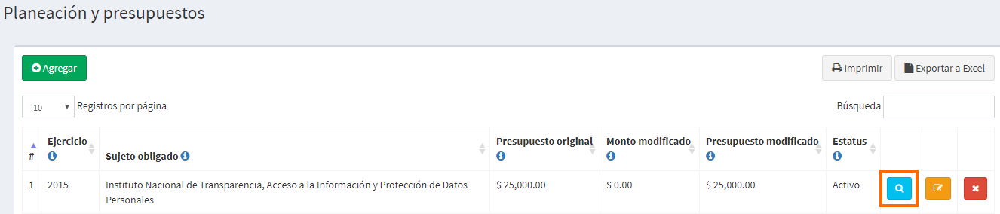 Planeación y presupuestos
Agregar
Imprimir
Exportar a Excel
10 Registros por página
Búsqueda
# Ejercicio Sujeto obligado Presupuesto original Monto modificado Presupuesto modificado Estatus
1 2015 Instituto Nacional de Transparencia, Acceso a la Información y Protección de Datos $ 25,000.00 $ 0.00 $ 25,000.00 Activo
Personales